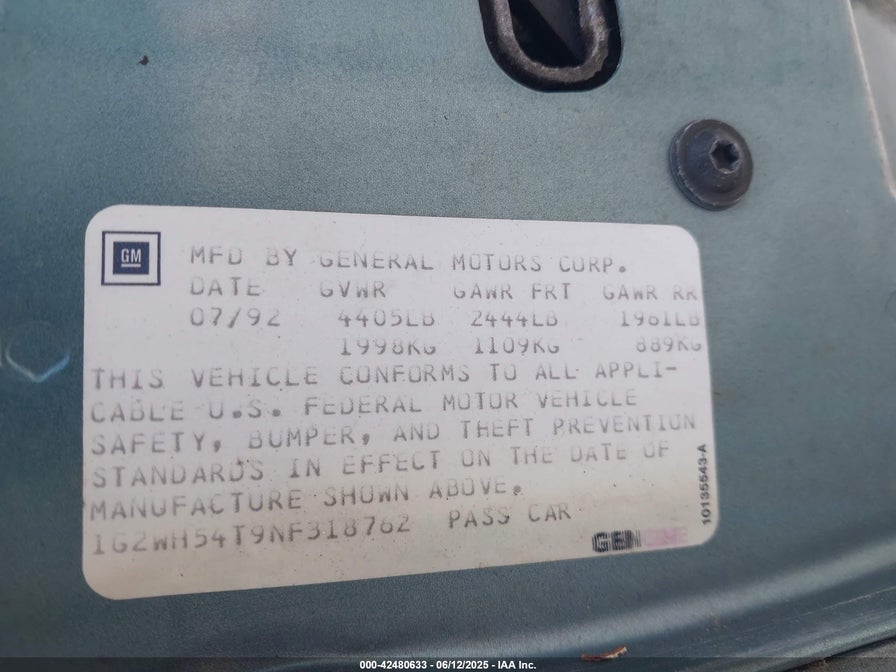 GM
MFD BY GENERAL MOTORS CORP.
DATE GVWR GAWR FRT GAWR RR
07/92 4405LB 2444LB 1961LB
1998KG 1109KG 889KG
THIS VEHICLE CONFORMS TO ALL APPLI-
CABLE U.S. FEDERAL MOTOR VEHICLE
SAFETY, BUMPER, AND THEFT PREVENTION
STANDARDS IN EFFECT ON THE DATE OF
MANUFACTURE SHOWN ABOVE.
1G2WH54T9NF318762 PASS CAR
GENUINE
10135543-A
000-42480633 - 06/12/2025 - IAA Inc.